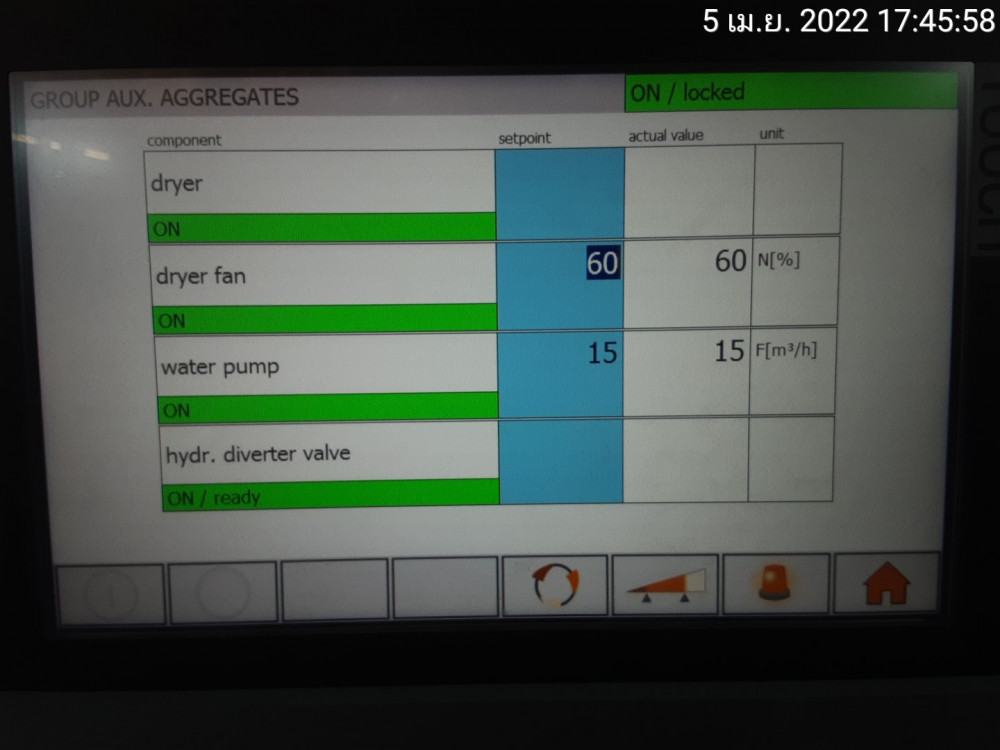 5 เม.ย. 2022 17:45:58
GROUP AUX. AGGREGATES
ON / locked
component setpoint actual value unit
dryer
ON
dryer fan 60 60 N[%]
ON
water pump 15 15 F[m³/h]
ON
hydr. diverter valve
ON / ready